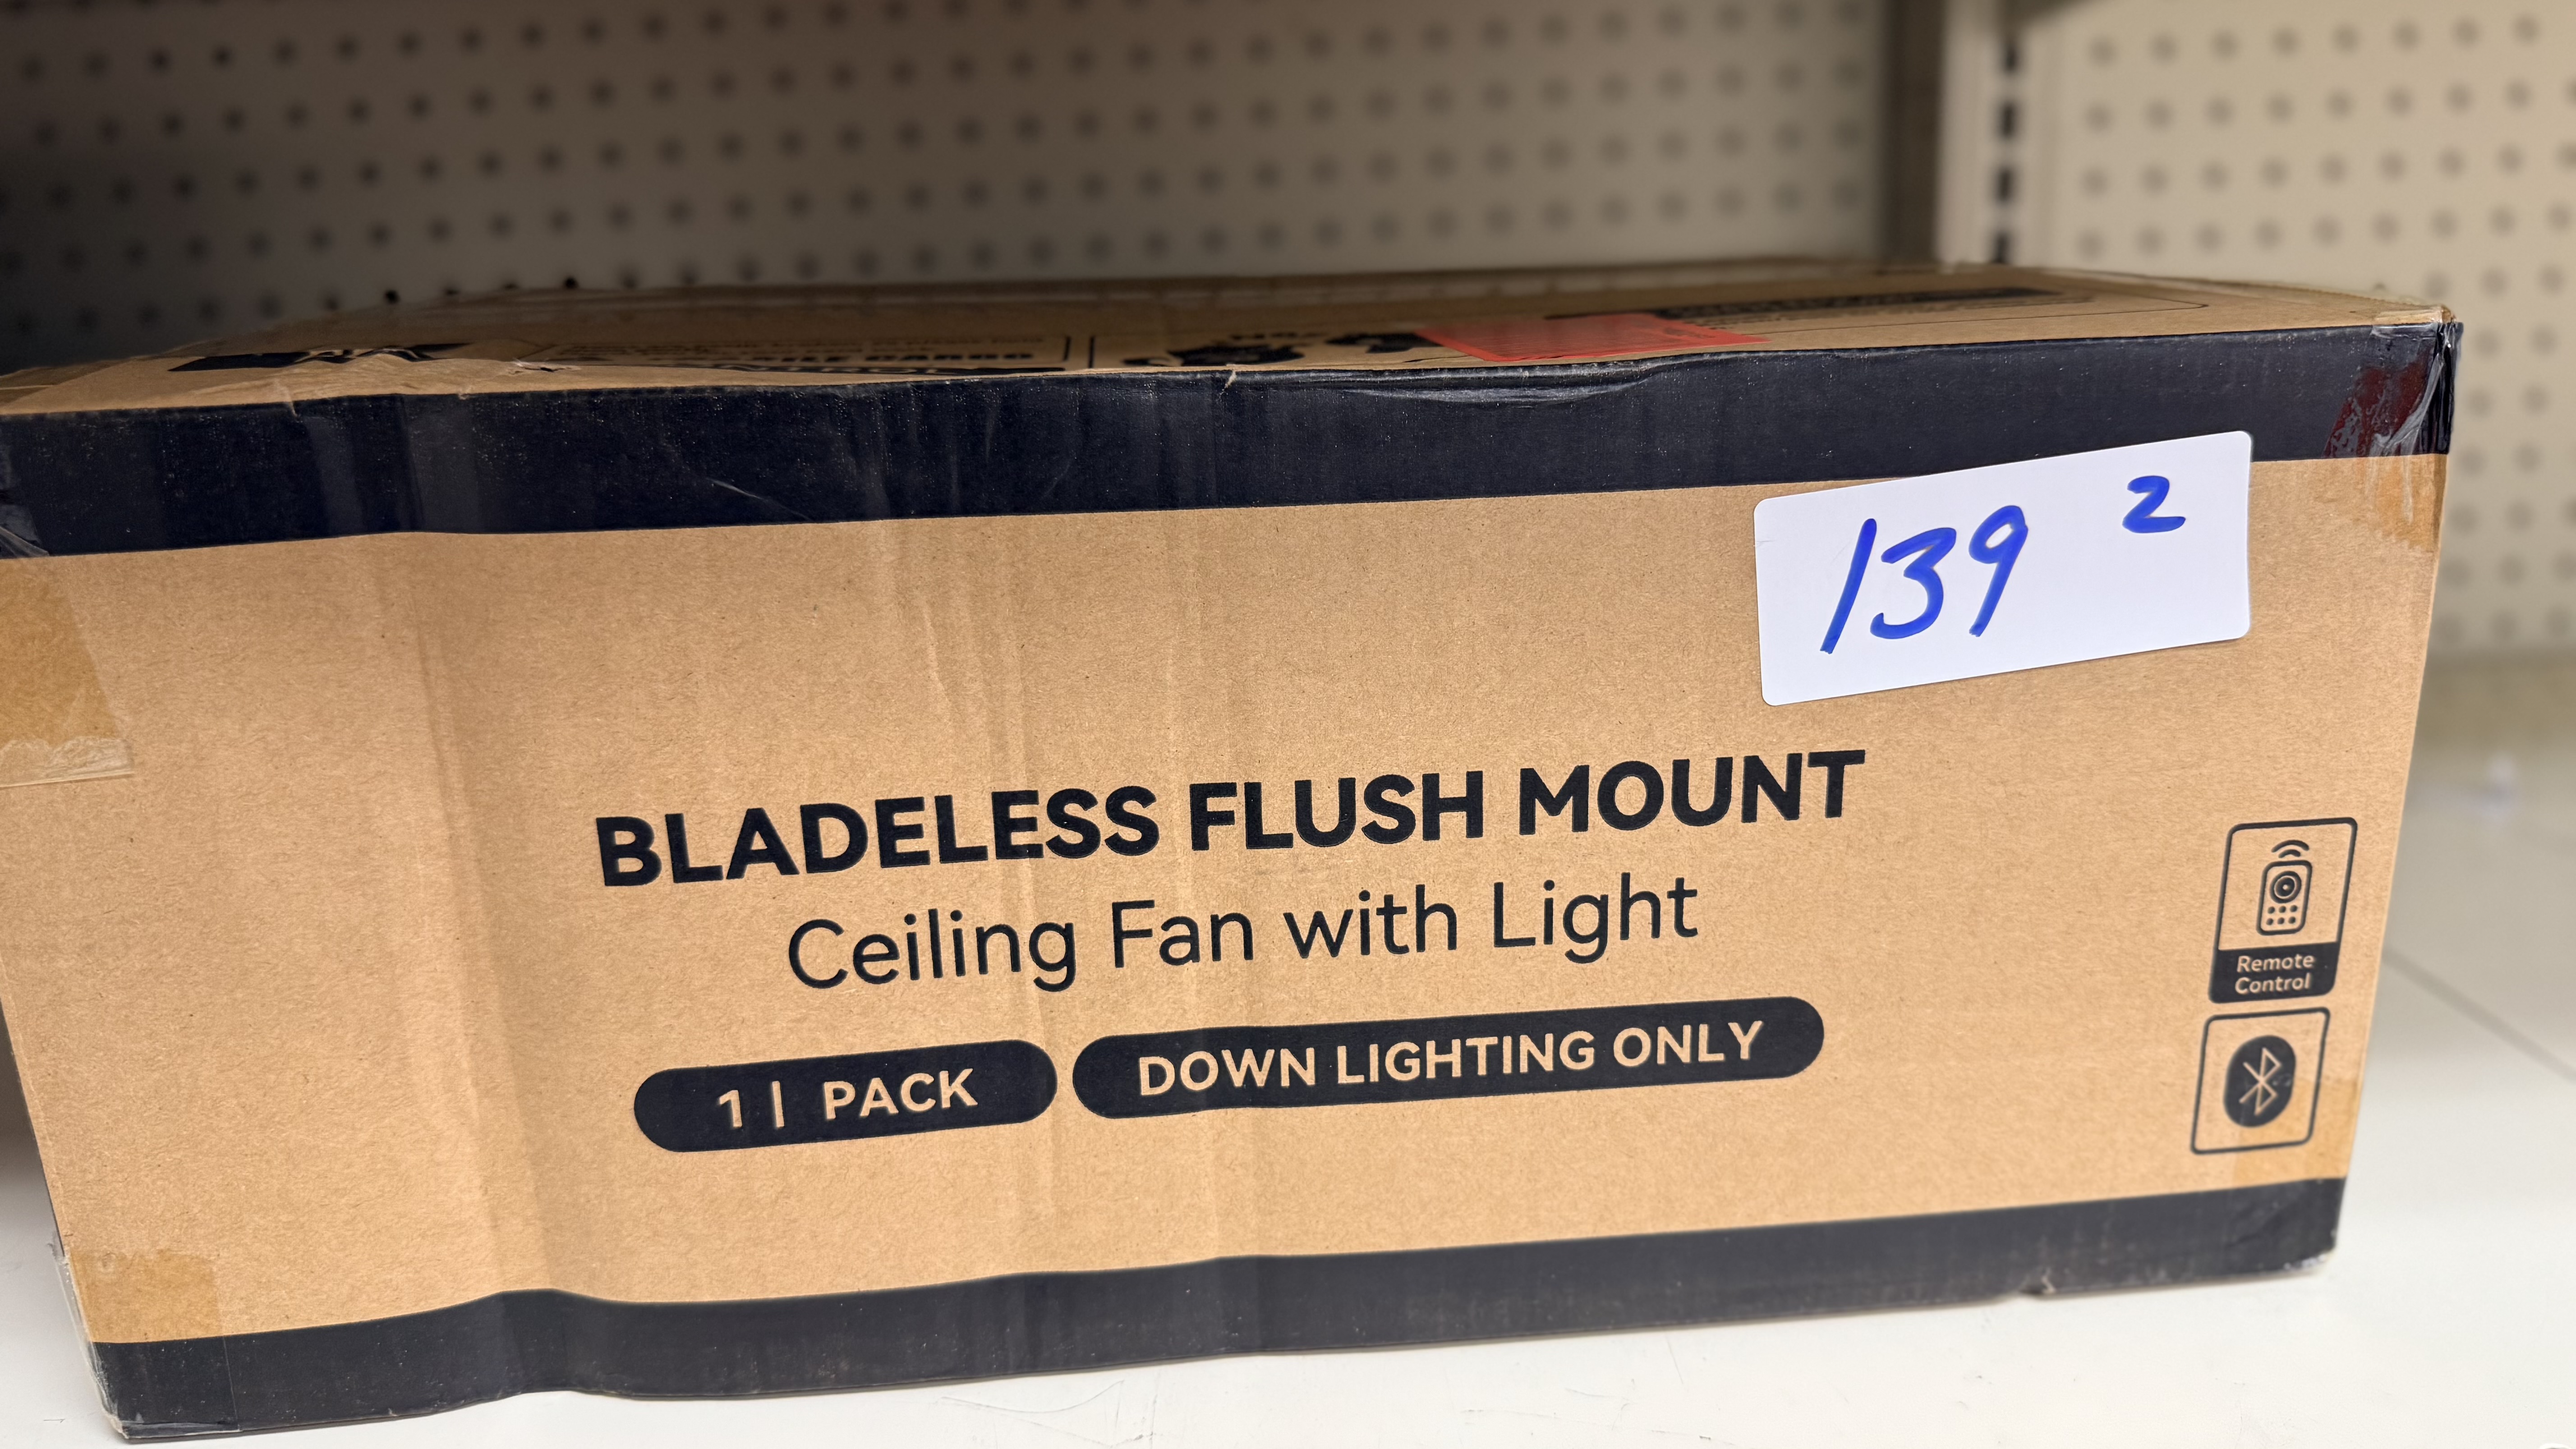 139 2
BLADELESS FLUSH MOUNT
Ceiling Fan with Light
1 | PACK
DOWN LIGHTING ONLY
Remote
Control